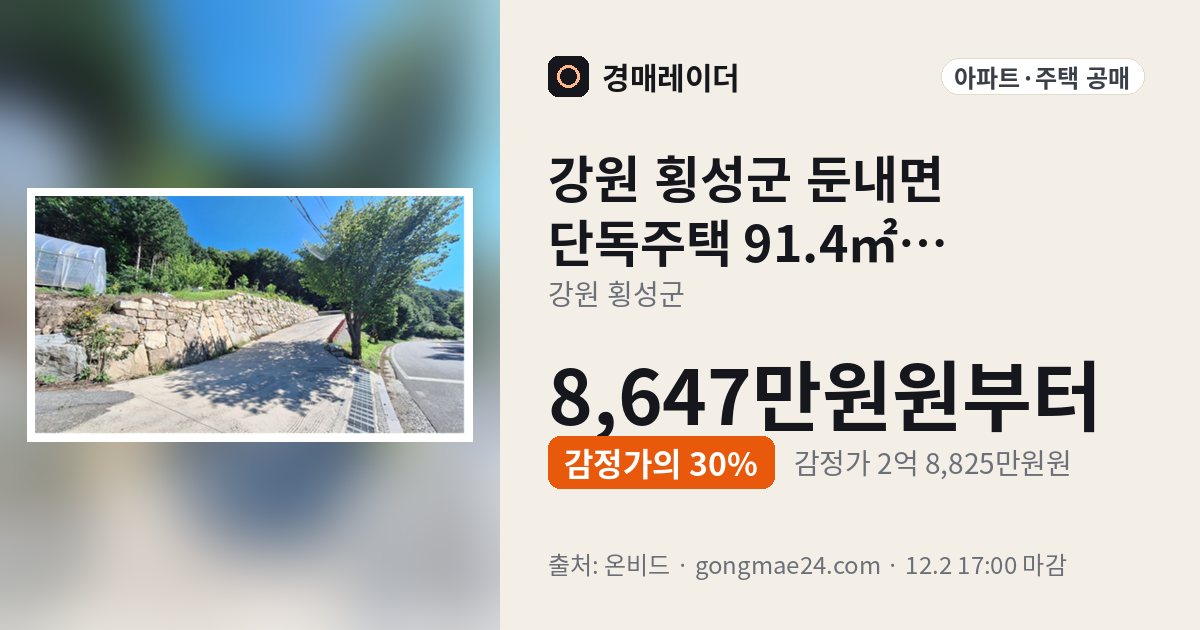 경매레이더
아파트·주택 공매
강원 횡성군 둔내면
단독주택 91.4㎡…
강원 횡성군
8,647만원원부터
감정가의 30%
감정가 2억 8,825만원원
출처: 온비드 · gongmae24.com · 12.2 17:00 마감